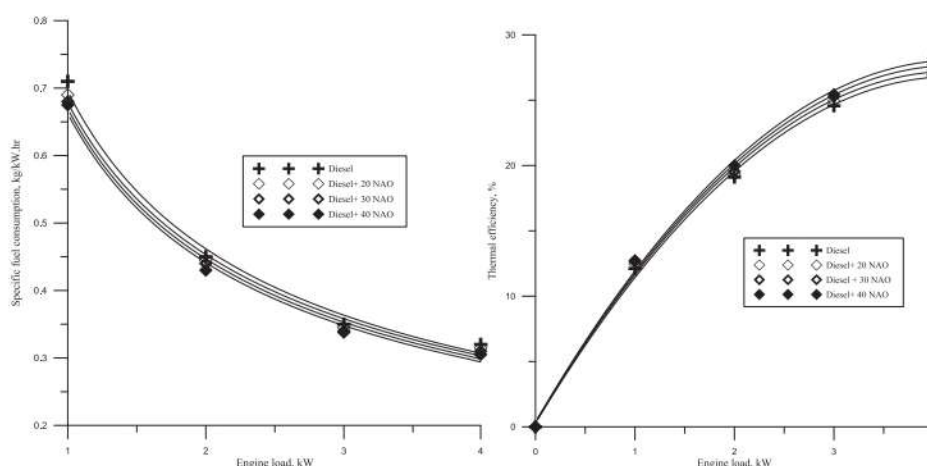 0.8
0.7
0.6
0.5
0.4
0.3
0.2
Specific fuel consumption, kg/kW.hr
Diesel
Diesel+ 20 NAO
Diesel+ 30 NAO
Diesel+ 40 NAO
1
2
3
4
Engine load, kW
30
20
10
0
Thermal efficiency, %
Diesel
Diesel+ 20 NAO
Diesel + 30 NAO
Diesel+ 40 NAO
0
1
2
3
Engine load, kW